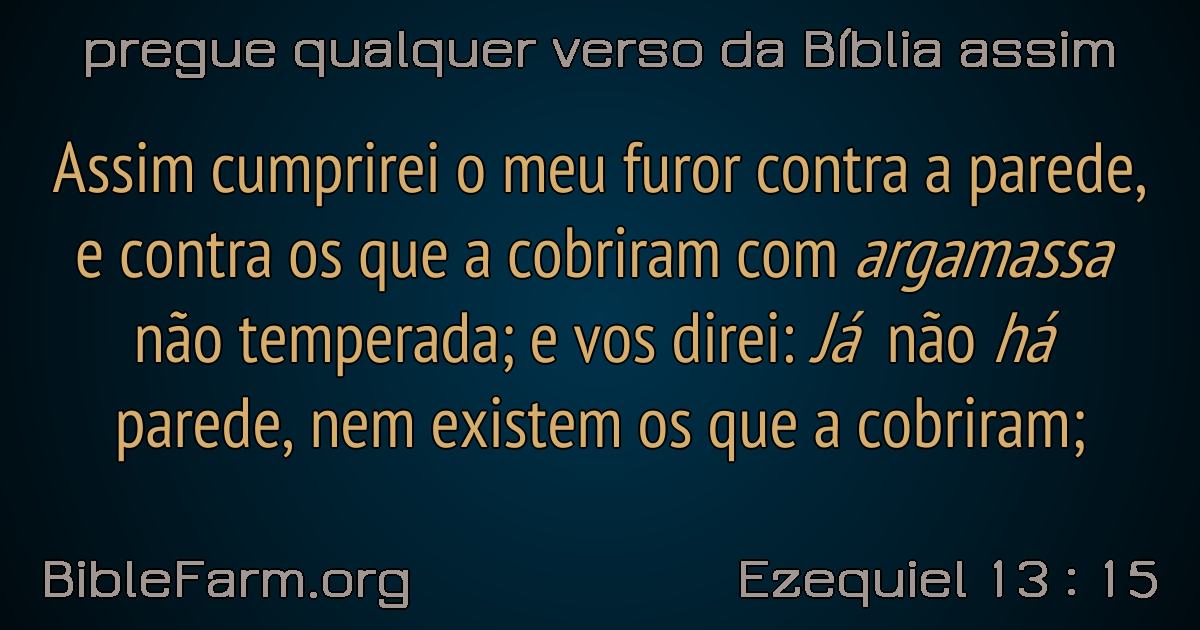 pregue qualquer verso da Bíblia assim
Assim cumprirei o meu furor contra a parede,
e contra os que a cobriram com argamassa
não temperada; e vos direi: Já não há
parede, nem existem os que a cobriram;
BibleFarm.org
Ezequiel 13 : 15